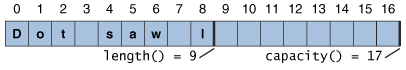 0 1 2 3 4 5 6 7 8 9 10 11 12 13 14 15 16
D o t s a w I
length() = 9 capacity() = 17